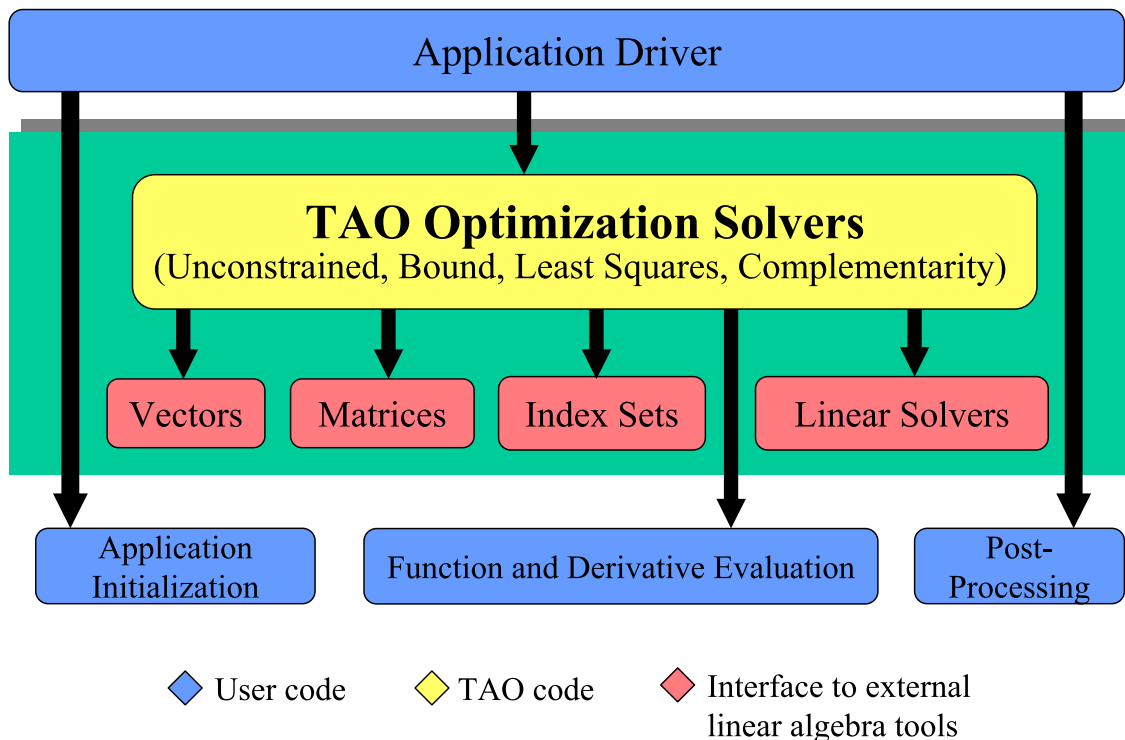 Application Driver
TAO Optimization Solvers
(Unconstrained, Bound, Least Squares, Complementarity)
Vectors
Matrices
Index Sets
Linear Solvers
Application
Initialization
Function and Derivative Evaluation
Post-
Processing
User code
TAO code
Interface to external
linear algebra tools